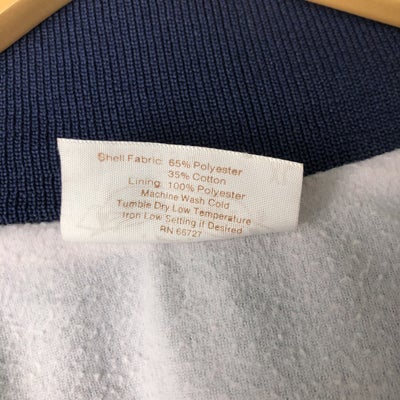 Shell Fabric: 65% Polyester
35% Cotton
Lining: 100% Polyester
Machine Wash Cold
Tumble Dry Low Temperature
Iron Low Setting if Desired
RN 66727